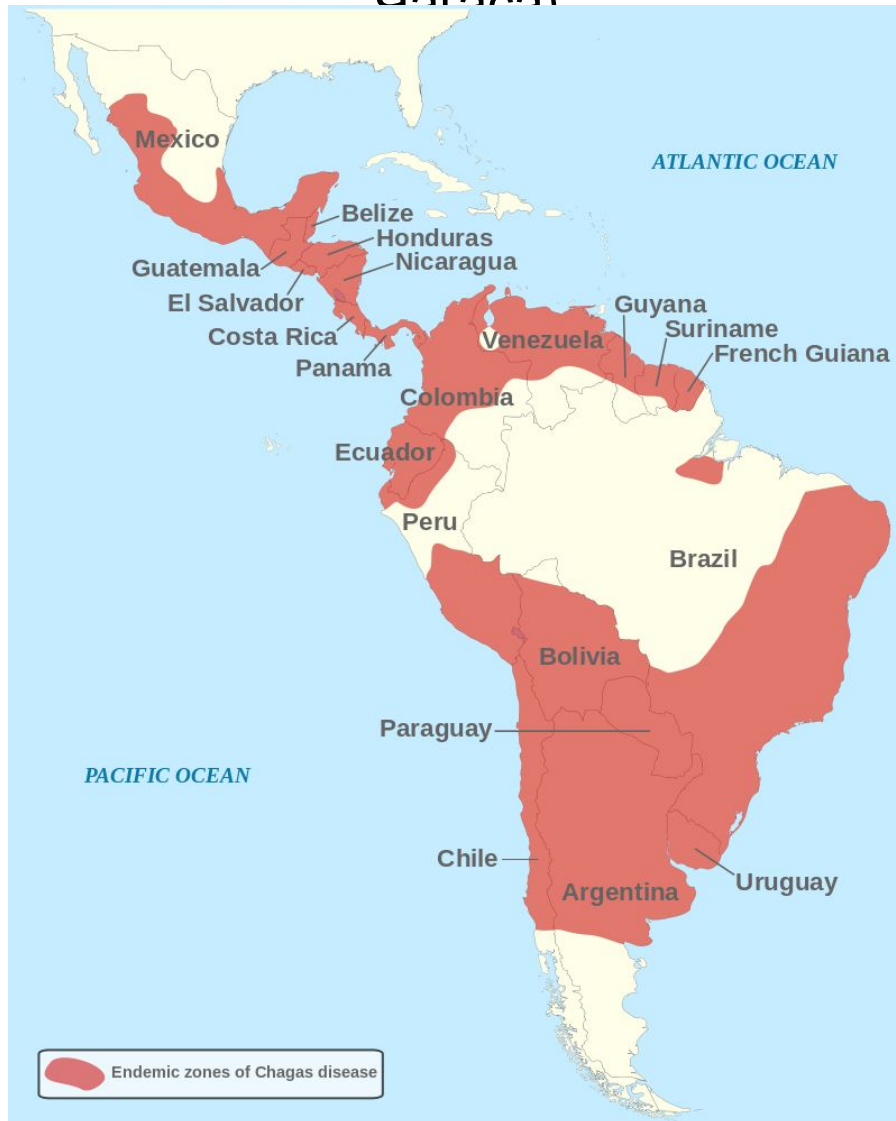 Mexico
ATLANTIC OCEAN
Belize
Honduras
Guatemala
Nicaragua
El Salvador
Guyana
Costa Rica
Suriname
Venezuela
French Guiana
Panama
Colombia
Ecuador
Peru
Brazil
Bolivia
Paraguay
PACIFIC OCEAN
Chile
Uruguay
Argentina
Endemic zones of Chagas disease